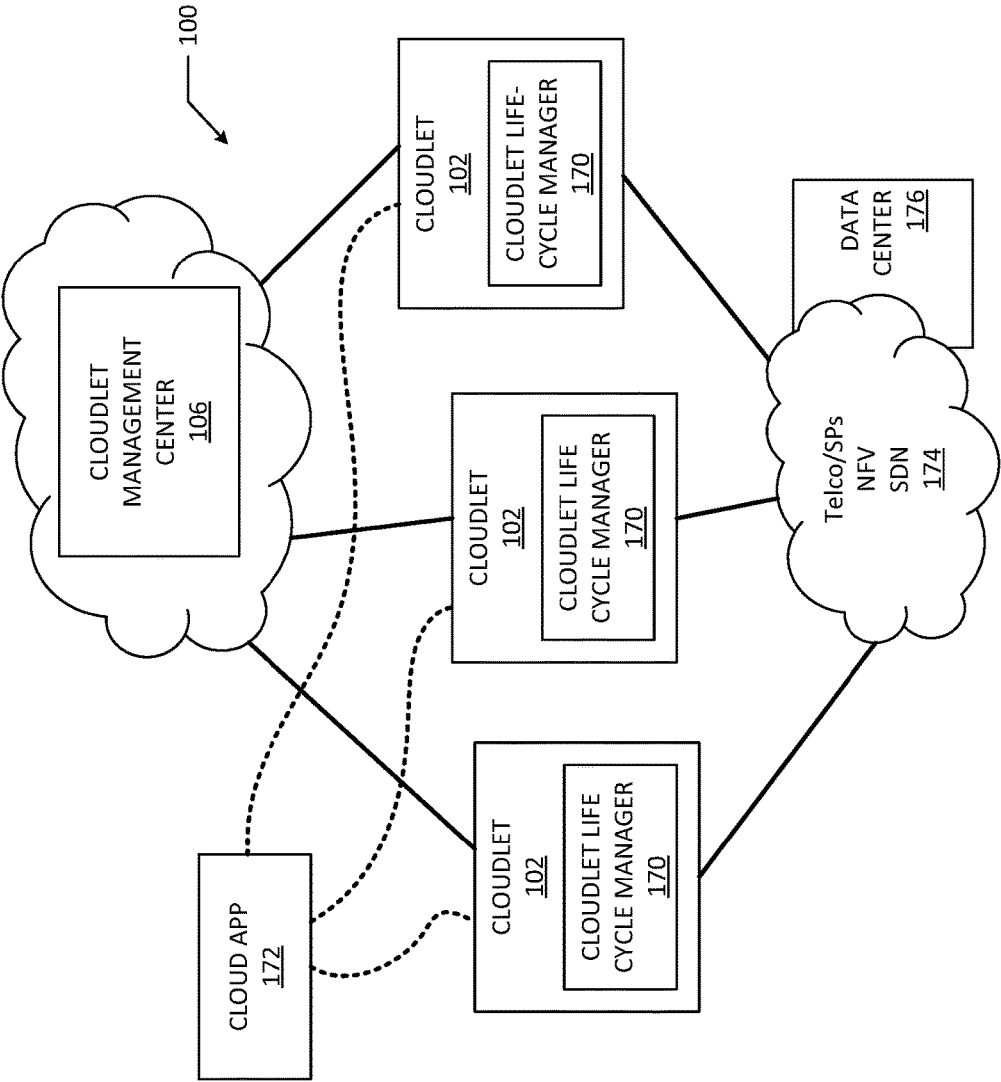 100
CLOUDLET
MANAGEMENT
CENTER
106
CLOUD APP
172
CLOUDLET
102
CLOUDLET LIFE
CYCLE MANAGER
170
CLOUDLET
102
CLOUDLET LIFE
CYCLE MANAGER
170
CLOUDLET
102
CLOUDLET LIFE-
CYCLE MANAGER
170
Telco/SPs
NFV
SDN
174
DATA
CENTER
176